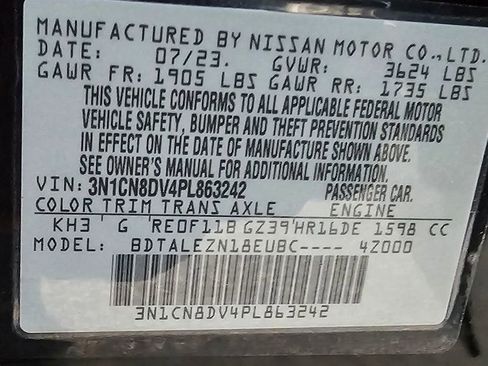 MANUFACTURED BY NISSAN MOTOR CO., LTD.
DATE: 07/23. GVWR: 3624 LBS
GAWR FR: 1905 LBS GAWR RR: 1735 LBS
THIS VEHICLE CONFORMS TO ALL APPLICABLE FEDERAL MOTOR
VEHICLE SAFETY, BUMPER AND THEFT PREVENTION STANDARDS
IN EFFECT ON THE DATE OF MANUFACTURE SHOWN ABOVE.
SEE OWNER'S MANUAL FOR ADDITIONAL INFORMATION.
VIN: 3N1CN8DV4PL863242 PASSENGER CAR.
COLOR TRIM TRANS AXLE ENGINE
KH3 G RE0F11B GZ39 HR16DE 1598 CC
MODEL: BDTALEZN18EUBC---- 42000
3N1CN8DV4PL863242